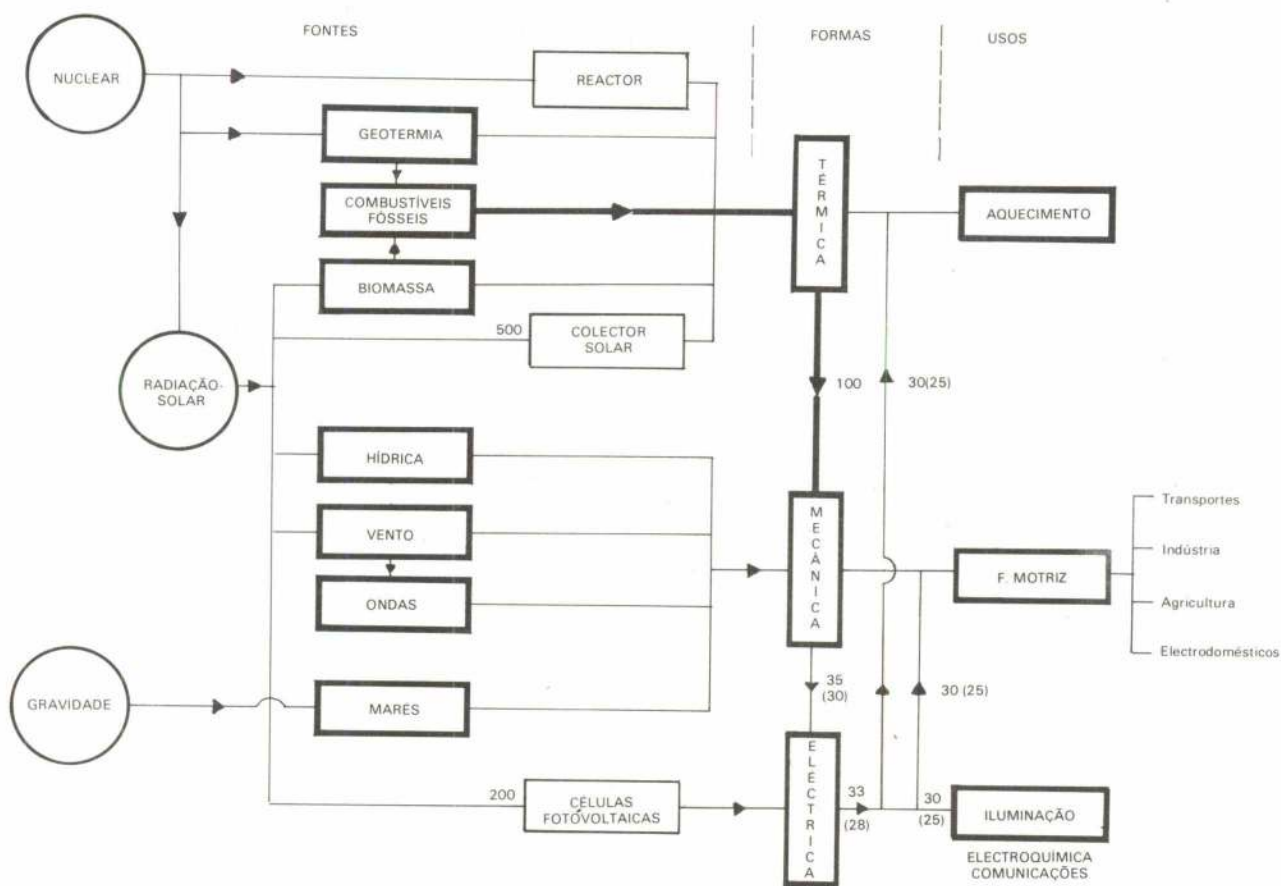 FONTES
FORMAS
USOS
NUCLEAR
REACTOR
GEOTERMIA
COMBUSTÍVEIS
FÓSSEIS
BIOMASSA
500
COLECTOR
SOLAR
RADIAÇÃO-
SOLAR
TÉRMICA
AQUECIMENTO
100
30(25)
HÍDRICA
VENTO
ONDAS
MECÂNICA
F. MOTRIZ
Transportes
Indústria
Agricultura
Electrodomésticos
GRAVIDADE
MARES
35
(30)
30 (25)
200
CÉLULAS
FOTOVOLTAICAS
ELÉCTRICA
33
(28)
30
(25)
ILUMINAÇÃO
ELECTROQUÍMICA
COMUNICAÇÕES